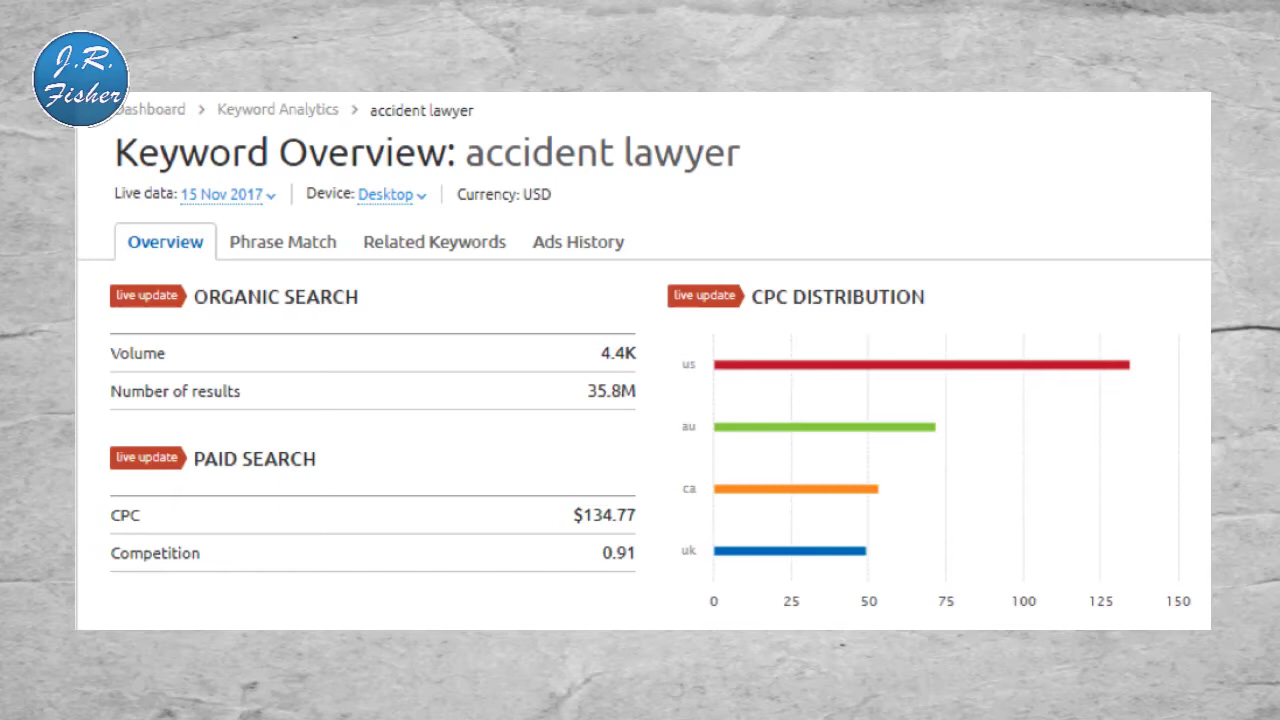 J.R.
Fisher
Dashboard > Keyword Analytics > accident lawyer
Keyword Overview: accident lawyer
Live data: 15 Nov 2017 Device: Desktop Currency: USD
Overview Phrase Match Related Keywords Ads History
live update ORGANIC SEARCH
Volume 4.4K
Number of results 35.8M
live update PAID SEARCH
CPC $134.77
Competition 0.91
live update CPC DISTRIBUTION
us
au
ca
uk
0 25 50 75 100 125 150